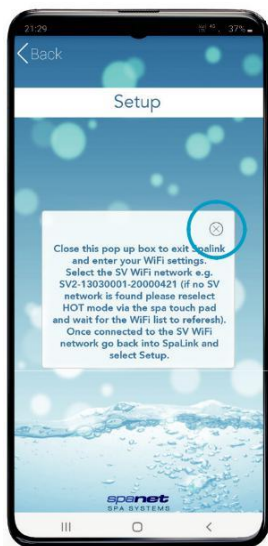 21:29
4G 37%
Back
Setup
Close this pop up box to exit Spalink
and enter your WiFi settings.
Select the SV WiFi network e.g.
SV2-13030001-20000421 (if no SV
network is found please reselect
HOT mode via the spa touch pad
and wait for the WiFi list to referesh).
Once connected to the SV WiFi
network go back into SpaLink and
select Setup.
spanet
SPA SYSTEMS